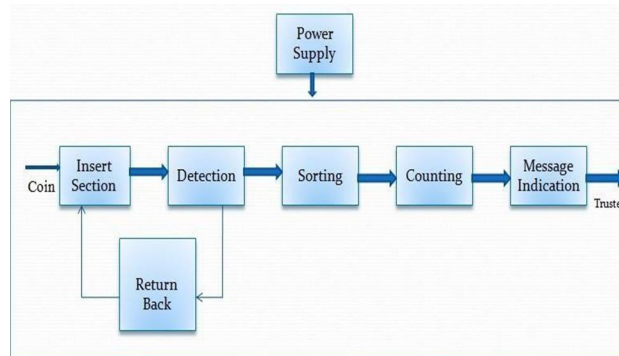 Power
Supply
Coin
Insert
Section
Detection
Sorting
Counting
Message
Indication
Return
Back